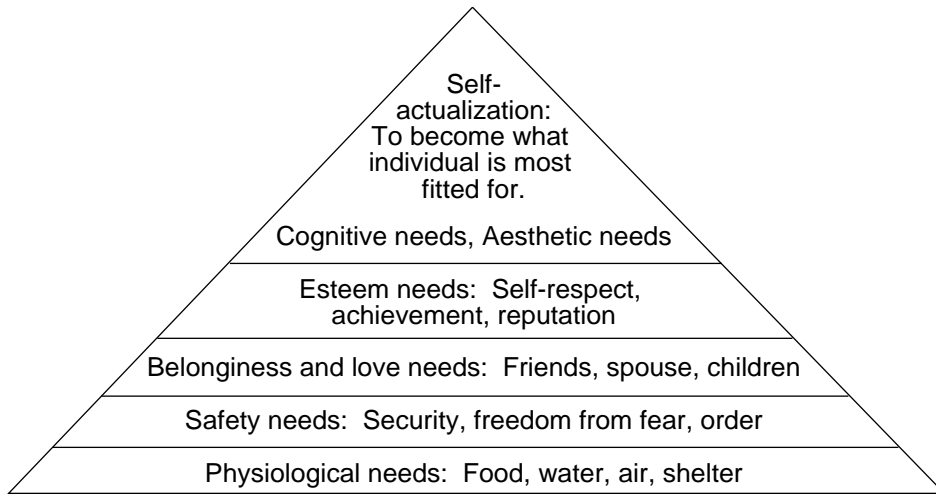 Self-
actualization:
To become what
individual is most
fitted for.
Cognitive needs, Aesthetic needs
Esteem needs:  Self-respect,
achievement, reputation
Belonginess and love needs:  Friends, spouse, children
Safety needs:  Security, freedom from fear, order
Physiological needs:  Food, water, air, shelter